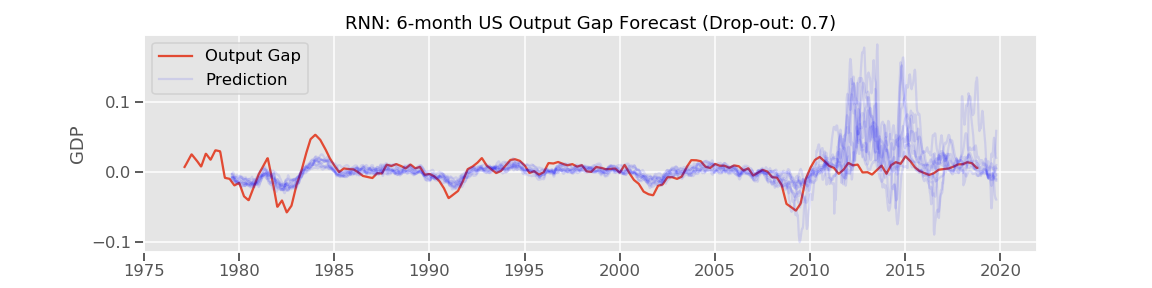 RNN: 6-month US Output Gap Forecast (Drop-out: 0.7)
Output Gap
Prediction
GDP
0.1
0.0
−0.1
1975 1980 1985 1990 1995 2000 2005 2010 2015 2020